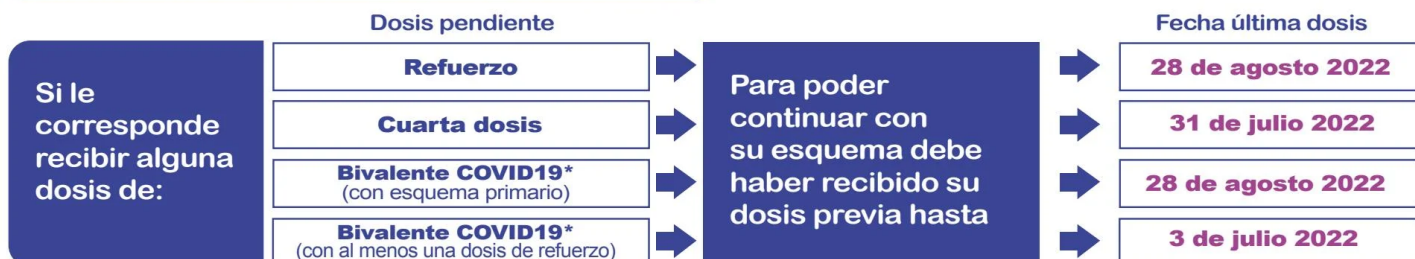 Dosis pendiente
Fecha última dosis
Si le
corresponde
recibir alguna
dosis de:
Refuerzo
Cuarta dosis
Bivalente COVID19*
(con esquema primario)
Bivalente COVID19*
(con al menos una dosis de refuerzo)
Para poder
continuar con
su esquema debe
haber recibido su
dosis previa hasta
28 de agosto 2022
31 de julio 2022
28 de agosto 2022
3 de julio 2022